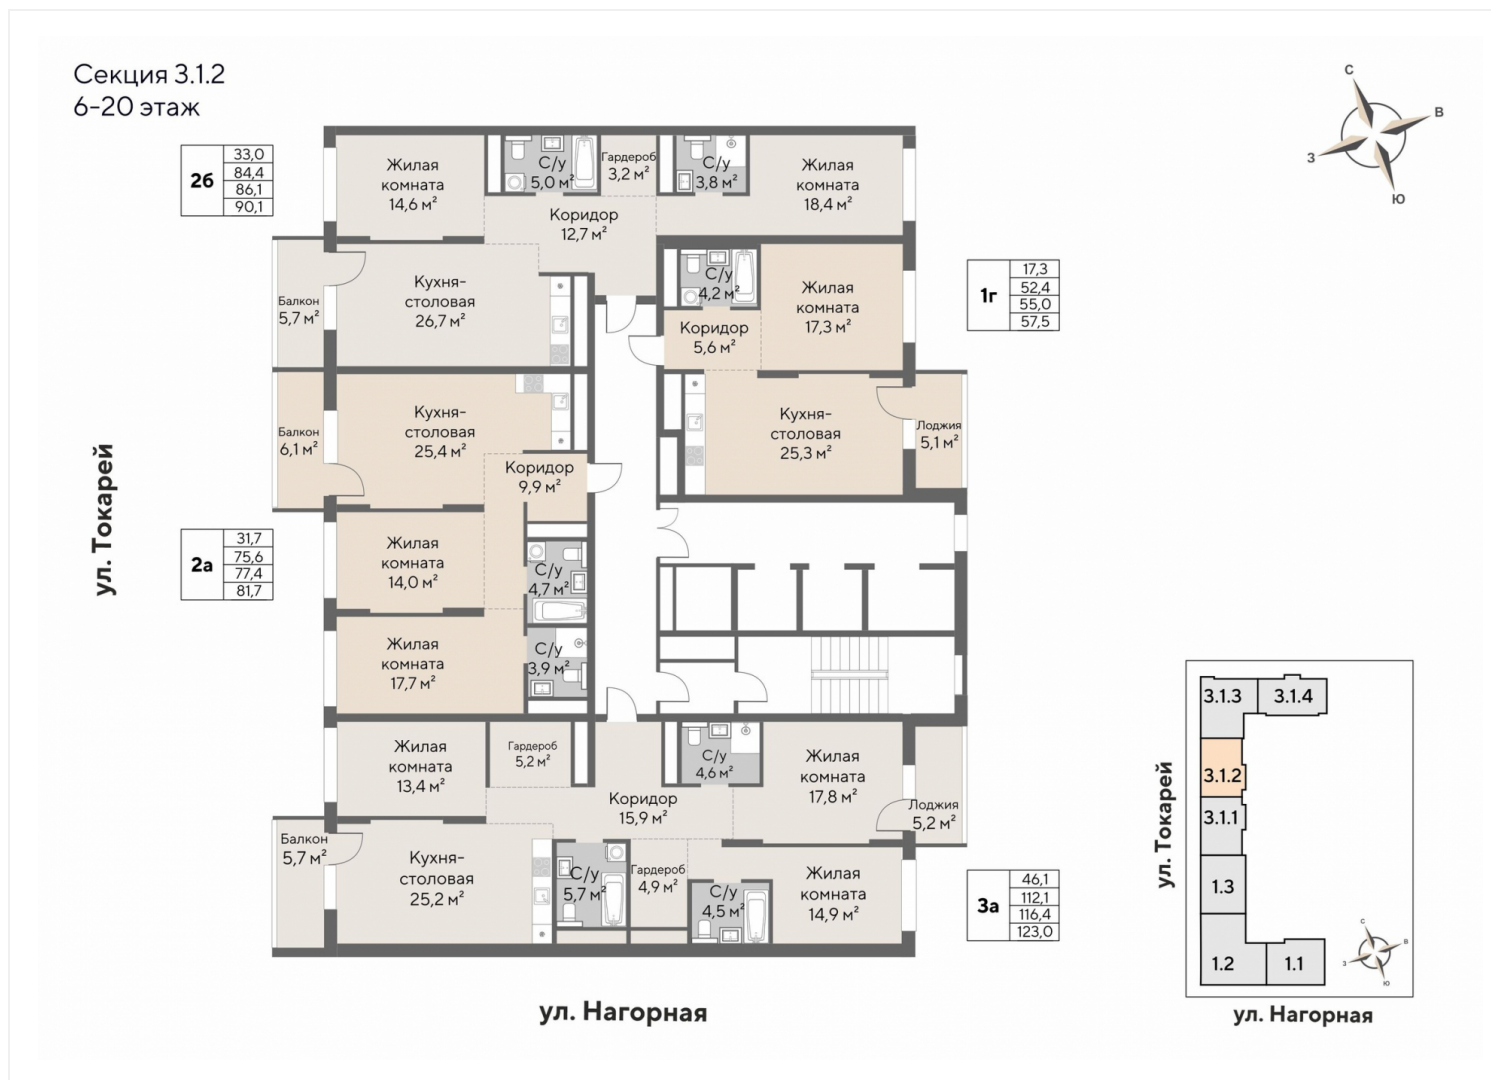 Секция 3.1.2
6-20 этаж
С
В
З
Ю
2б
33,0
84,4
86,1
90,1
Жилая
комната
14,6 м²
С/у
5,0 м²
Гардероб
3,2 м²
С/у
3,8 м²
Жилая
комната
18,4 м²
Коридор
12,7 м²
Балкон
5,7 м²
Кухня-
столовая
26,7 м²
С/у
4,2 м²
Жилая
комната
17,3 м²
Коридор
5,6 м²
1г
17,3
52,4
55,0
57,5
Балкон
6,1 м²
Кухня-
столовая
25,4 м²
Коридор
9,9 м²
Кухня-
столовая
25,3 м²
Лоджия
5,1 м²
ул. Токарей
2а
31,7
75,6
77,4
81,7
Жилая
комната
14,0 м²
С/у
4,7 м²
Жилая
комната
17,7 м²
С/у
3,9 м²
Жилая
комната
13,4 м²
Гардероб
5,2 м²
С/у
4,6 м²
Жилая
комната
17,8 м²
Коридор
15,9 м²
Лоджия
5,2 м²
Балкон
5,7 м²
Кухня-
столовая
25,2 м²
С/у
5,7 м²
Гардероб
4,9 м²
С/у
4,5 м²
Жилая
комната
14,9 м²
3а
46,1
112,1
116,4
123,0
ул. Нагорная
3.1.3
3.1.4
3.1.2
3.1.1
1.3
1.2
1.1
ул. Токарей
С
В
З
Ю
ул. Нагорная